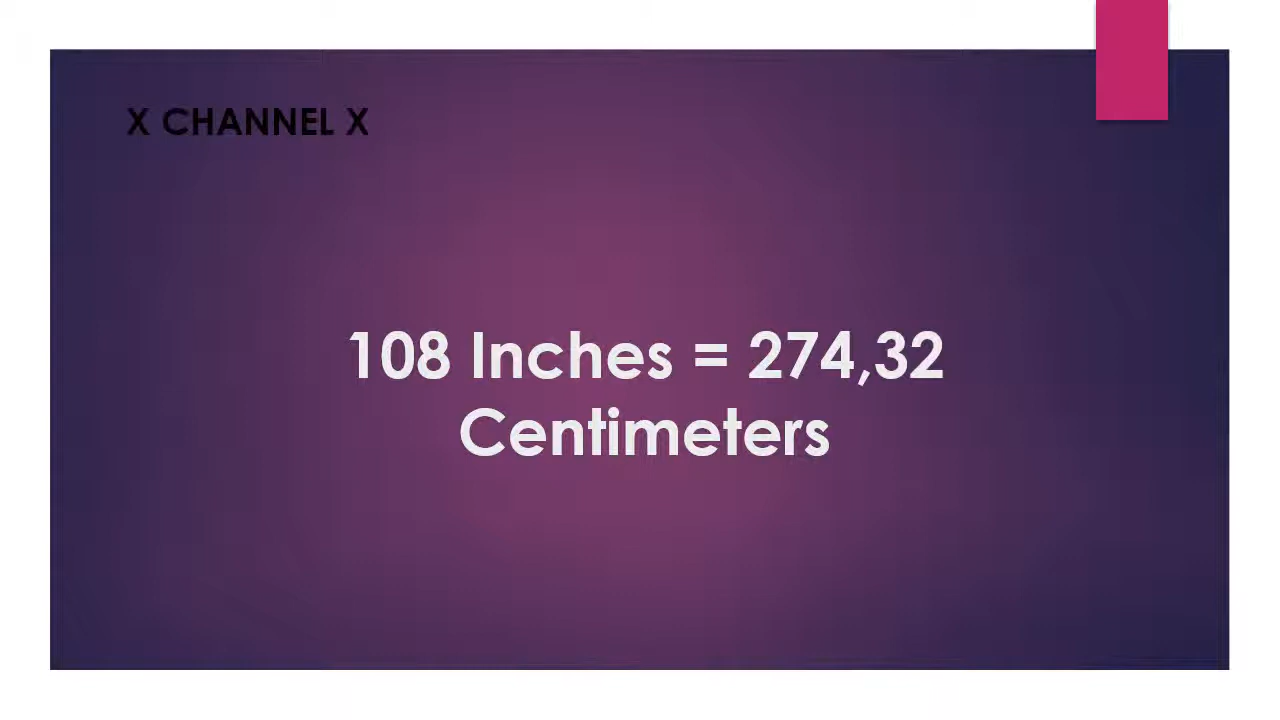 X CHANNEL X
108 Inches = 274,32
Centimeters